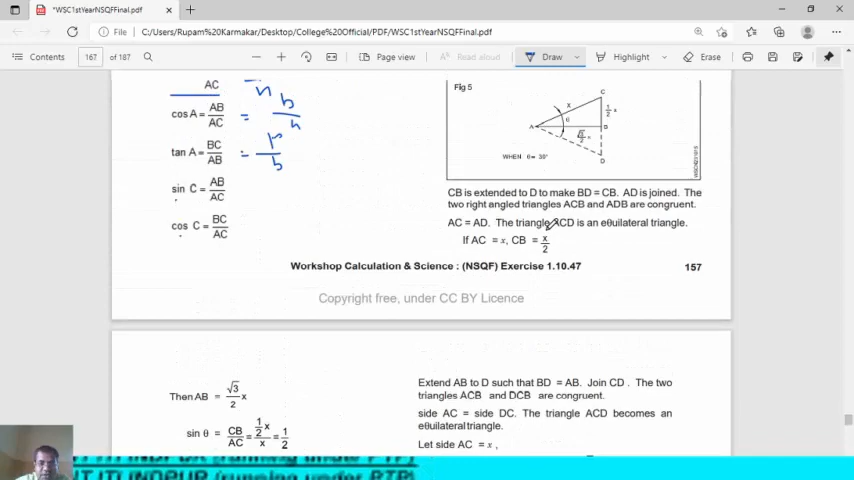 *WSC1stYearNSQFFinal.pdf
File
C:/Users/Rupam%20Karmakar/Desktop/College%20Official/PDF/WSC1stYearNSQFFinal.pdf
Contents
167
of 187
Page view
Read aloud
Draw
Highlight
Erase
AC
h
cos A = AB/AC = b/h
tan A = BC/AB = p/b
sin C = AB/AC
cos C = BC/AC
Fig 5
C
X
1/2 x
θ
A
B
√3/2 x
D
WHEN θ = 30°
CB is extended to D to make BD = CB. AD is joined. The
two right angled triangles ACB and ADB are congruent.
AC = AD. The triangle ACD is an eθuilateral triangle.
If AC = x, CB = x/2
Workshop Calculation & Science : (NSQF) Exercise 1.10.47
157
Copyright free, under CC BY Licence
Then AB = √3/2 x
sin θ = CB/AC = 1/2 x/x = 1/2
Extend AB to D such that BD = AB. Join CD . The two
triangles ACB and DCB are congruent.
side AC = side DC. The triangle ACD becomes an
eθuilateral triangle.
Let side AC = x ,